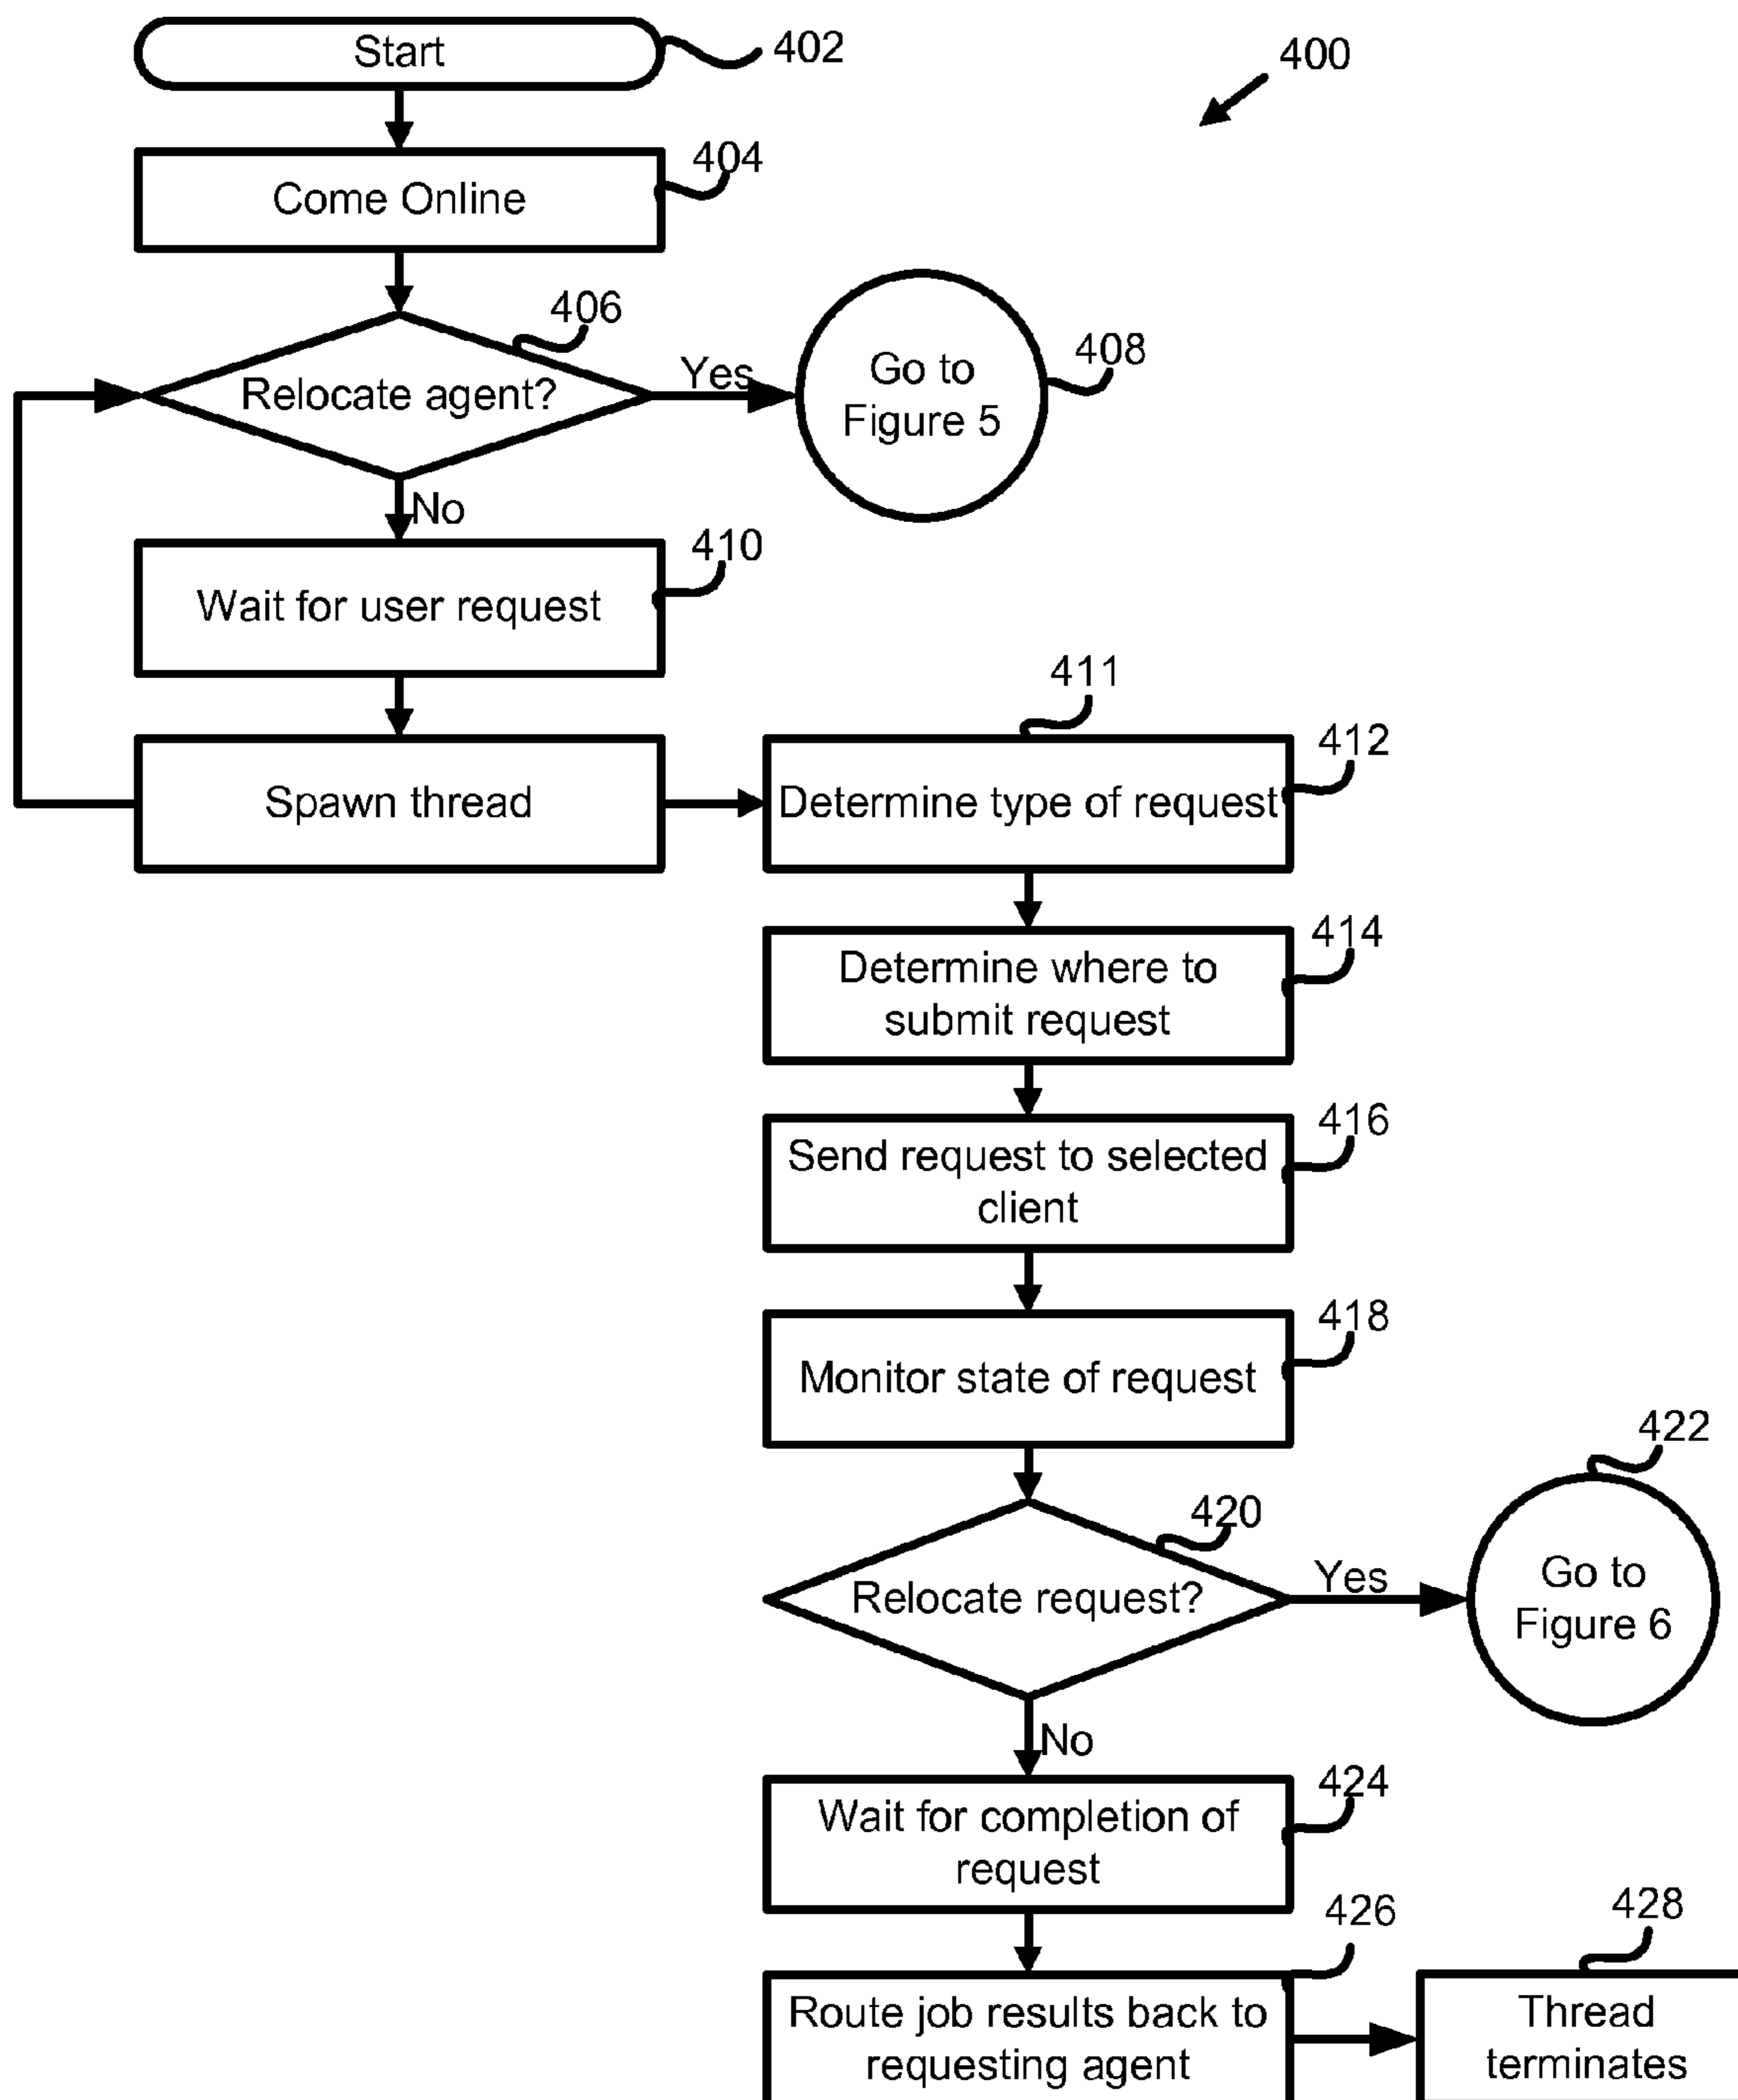 Start
402
400
Come Online
404
406
Relocate agent?
Yes
Go to
Figure 5
408
No
Wait for user request
410
Spawn thread
411
Determine type of request
412
Determine where to
submit request
414
Send request to selected
client
416
Monitor state of request
418
420
Relocate request?
Yes
Go to
Figure 6
422
No
Wait for completion of
request
424
Route job results back to
requesting agent
426
Thread
terminates
428